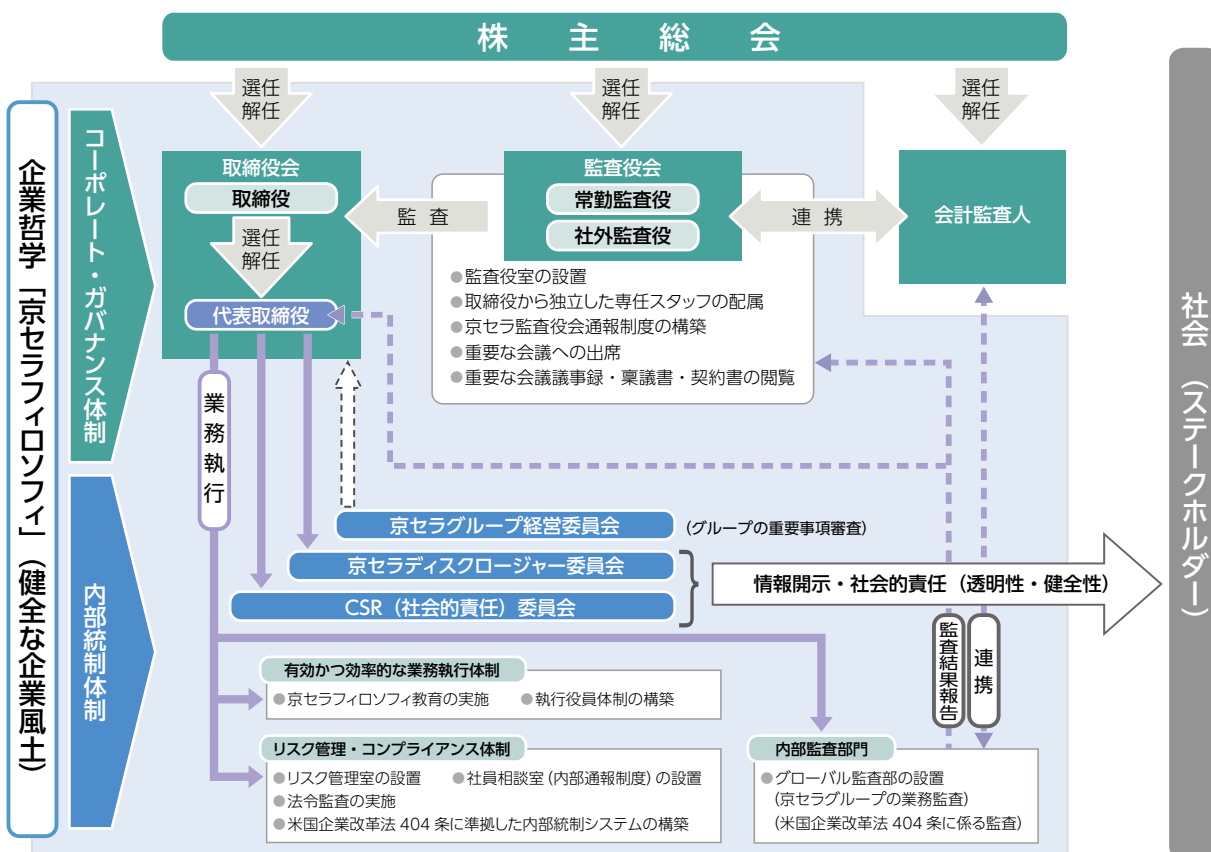 株主総会
選任
解任
選任
解任
選任
解任
企業哲学「京セラフィロソフィ」（健全な企業風土）
コーポレート・ガバナンス体制
内部統制体制
取締役会
取締役
選任
解任
代表取締役
監査
監査役会
常勤監査役
社外監査役
●監査役室の設置
●取締役から独立した専任スタッフの配属
●京セラ監査役会通報制度の構築
●重要な会議への出席
●重要な会議議事録・稟議書・契約書の閲覧
連携
会計監査人
業務執行
京セラグループ経営委員会
(グループの重要事項審査)
京セラディスクロージャー委員会
CSR（社会的責任）委員会
情報開示・社会的責任（透明性・健全性）
監査結果報告
連携
有効かつ効率的な業務執行体制
●京セラフィロソフィ教育の実施 ●執行役員体制の構築
リスク管理・コンプライアンス体制
●リスク管理室の設置 ●社員相談室(内部通報制度)の設置
●法令監査の実施
●米国企業改革法 404 条に準拠した内部統制システムの構築
内部監査部門
●グローバル監査部の設置
(京セラグループの業務監査)
(米国企業改革法 404 条に係る監査)
社会（ステークホルダー）